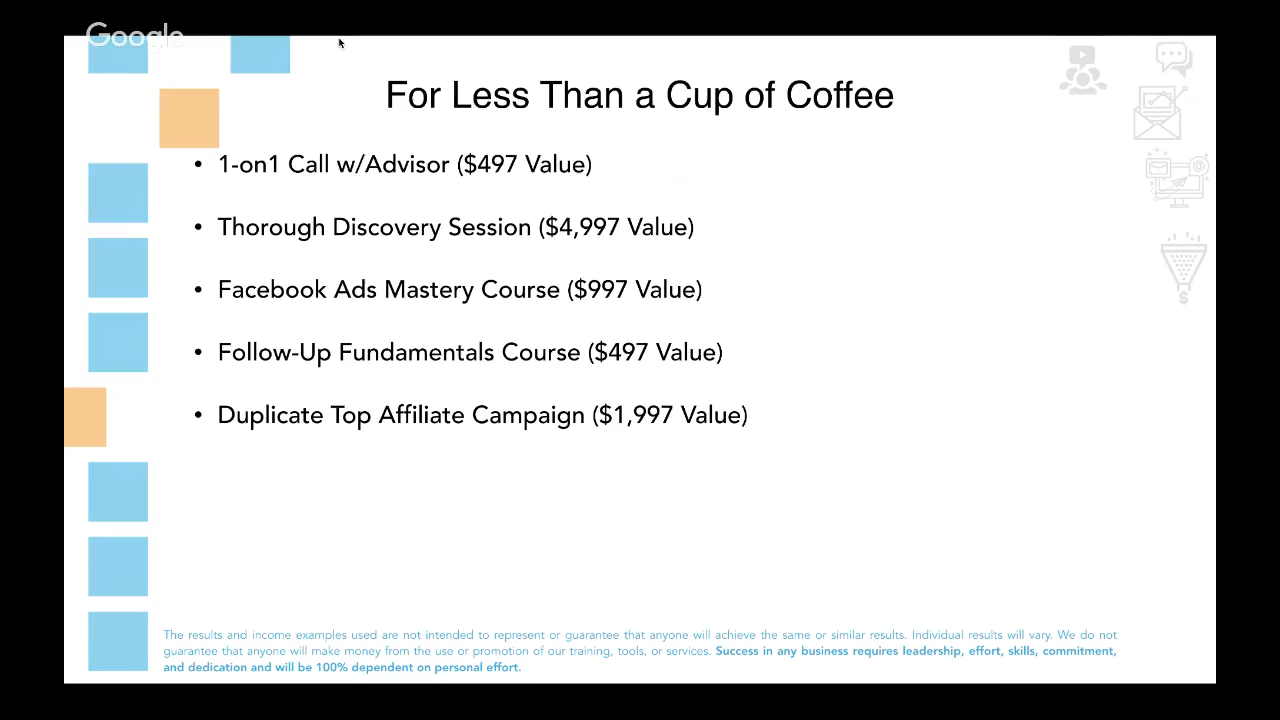 Google
For Less Than a Cup of Coffee
• 1-on1 Call w/Advisor ($497 Value)
• Thorough Discovery Session ($4,997 Value)
• Facebook Ads Mastery Course ($997 Value)
• Follow-Up Fundamentals Course ($497 Value)
• Duplicate Top Affiliate Campaign ($1,997 Value)
The results and income examples used are not intended to represent or guarantee that anyone will achieve the same or similar results. Individual results will vary. We do not
guarantee that anyone will make money from the use or promotion of our training, tools, or services. Success in any business requires leadership, effort, skills, commitment,
and dedication and will be 100% dependent on personal effort.